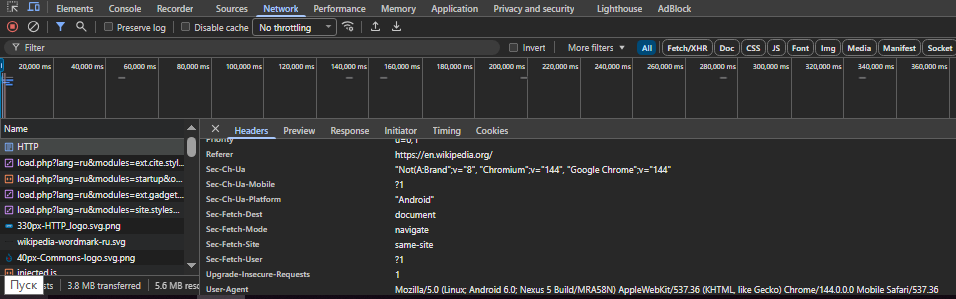 Elements Console Recorder Sources Network Performance Memory Application Privacy and security Lighthouse AdBlock
Preserve log Disable cache No throttling
Filter Invert More filters All Fetch/XHR Doc CSS JS Font Img Media Manifest Socket
20,000 ms 40,000 ms 60,000 ms 80,000 ms 100,000 ms 120,000 ms 140,000 ms 160,000 ms 180,000 ms 200,000 ms 220,000 ms 240,000 ms 260,000 ms 280,000 ms 300,000 ms 320,000 ms 340,000 ms 360,000 ms
Name
HTTP
load.php?lang=ru&modules=ext.cite.styl...
load.php?lang=ru&modules=startup&o...
load.php?lang=ru&modules=ext.gadget...
load.php?lang=ru&modules=site.styles...
330px-HTTP_logo.svg.png
wikipedia-wordmark-ru.svg
40px-Commons-logo.svg.png
injected.js
Пуск sts 3.8 MB transferred 5.6 MB resc
Headers Preview Response Initiator Timing Cookies
Priority u=0, i
Referer https://en.wikipedia.org/
Sec-Ch-Ua "Not(A:Brand";v="8", "Chromium";v="144", "Google Chrome";v="144"
Sec-Ch-Ua-Mobile ?1
Sec-Ch-Ua-Platform "Android"
Sec-Fetch-Dest document
Sec-Fetch-Mode navigate
Sec-Fetch-Site same-site
Sec-Fetch-User ?1
Upgrade-Insecure-Requests 1
User-Agent Mozilla/5.0 (Linux; Android 6.0; Nexus 5 Build/MRA58N) AppleWebKit/537.36 (KHTML, like Gecko) Chrome/144.0.0.0 Mobile Safari/537.36